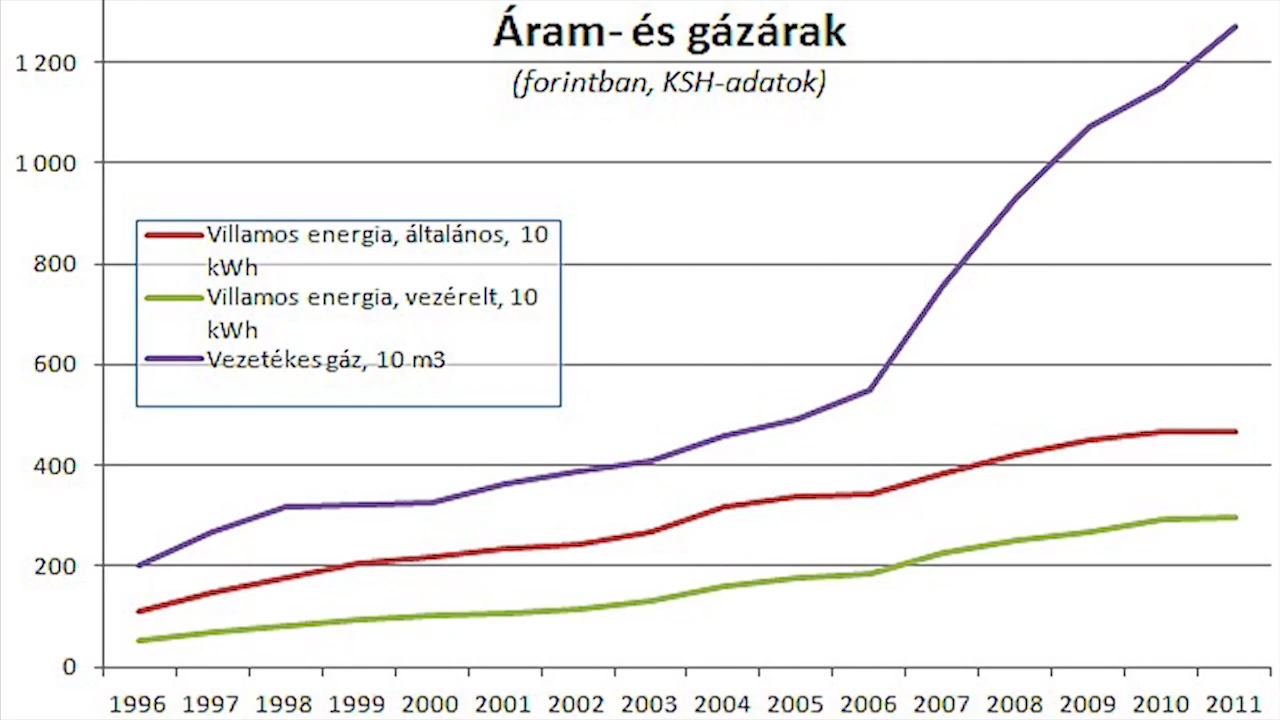 Áram- és gázárak
(forintban, KSH-adatok)
1 200
1 000
800
600
400
200
0
Villamos energia, általános, 10
kWh
Villamos energia, vezérelt, 10
kWh
Vezetékes gáz, 10 m3
1996 1997 1998 1999 2000 2001 2002 2003 2004 2005 2006 2007 2008 2009 2010 2011